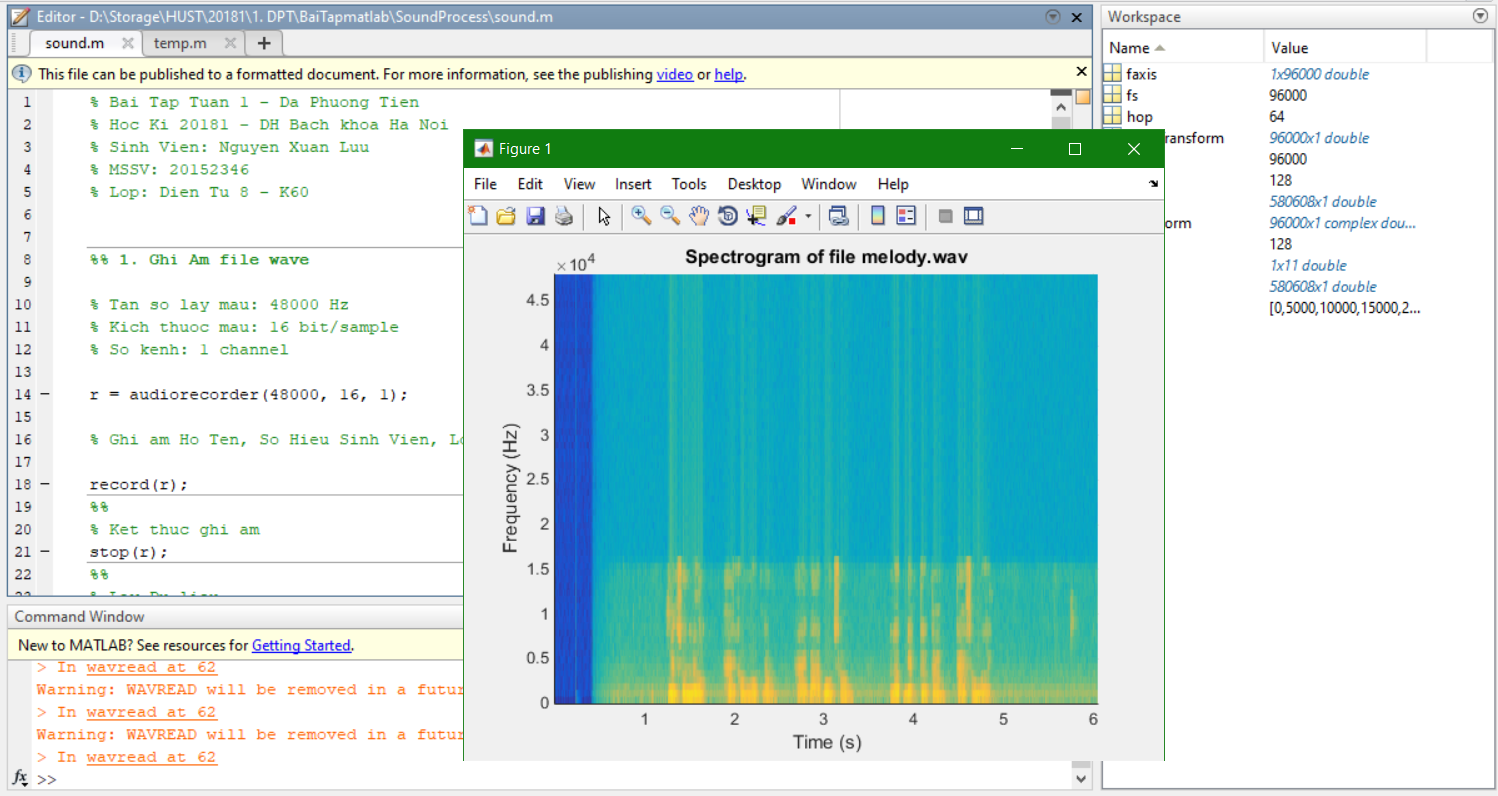 Editor - D:\Storage\HUST\20181\1. DPT\BaiTapmatlab\SoundProcess\sound.m
sound.m temp.m
This file can be published to a formatted document. For more information, see the publishing video or help.
1 % Bai Tap Tuan 1 - Da Phuong Tien
2 % Hoc Ki 20181 - DH Bach khoa Ha Noi
3 % Sinh Vien: Nguyen Xuan Luu
4 % MSSV: 20152346
5 % Lop: Dien Tu 8 - K60
6
7
8 %% 1. Ghi Am file wave
9
10 % Tan so lay mau: 48000 Hz
11 % Kich thuoc mau: 16 bit/sample
12 % So kenh: 1 channel
13
14 - r = audiorecorder(48000, 16, 1);
15
16 % Ghi am Ho Ten, So Hieu Sinh Vien,
17
18 - record(r);
19 %%
20 % Ket thuc ghi am
21 - stop(r);
22 %%
Command Window
New to MATLAB? See resources for Getting Started.
> In wavread at 62
Warning: WAVREAD will be removed in a futur
> In wavread at 62
Warning: WAVREAD will be removed in a futur
> In wavread at 62
fx >>
Figure 1
File Edit View Insert Tools Desktop Window Help
Spectrogram of file melody.wav
×10^4
4.5
4
3.5
3
2.5
2
1.5
1
0.5
0
Frequency (Hz)
1 2 3 4 5 6
Time (s)
Workspace
Name Value
faxis 1x96000 double
fs 96000
hop 64
ransform 96000x1 double
96000
128
580608x1 double
orm 96000x1 complex dou...
128
1x11 double
580608x1 double
[0,5000,10000,15000,2...